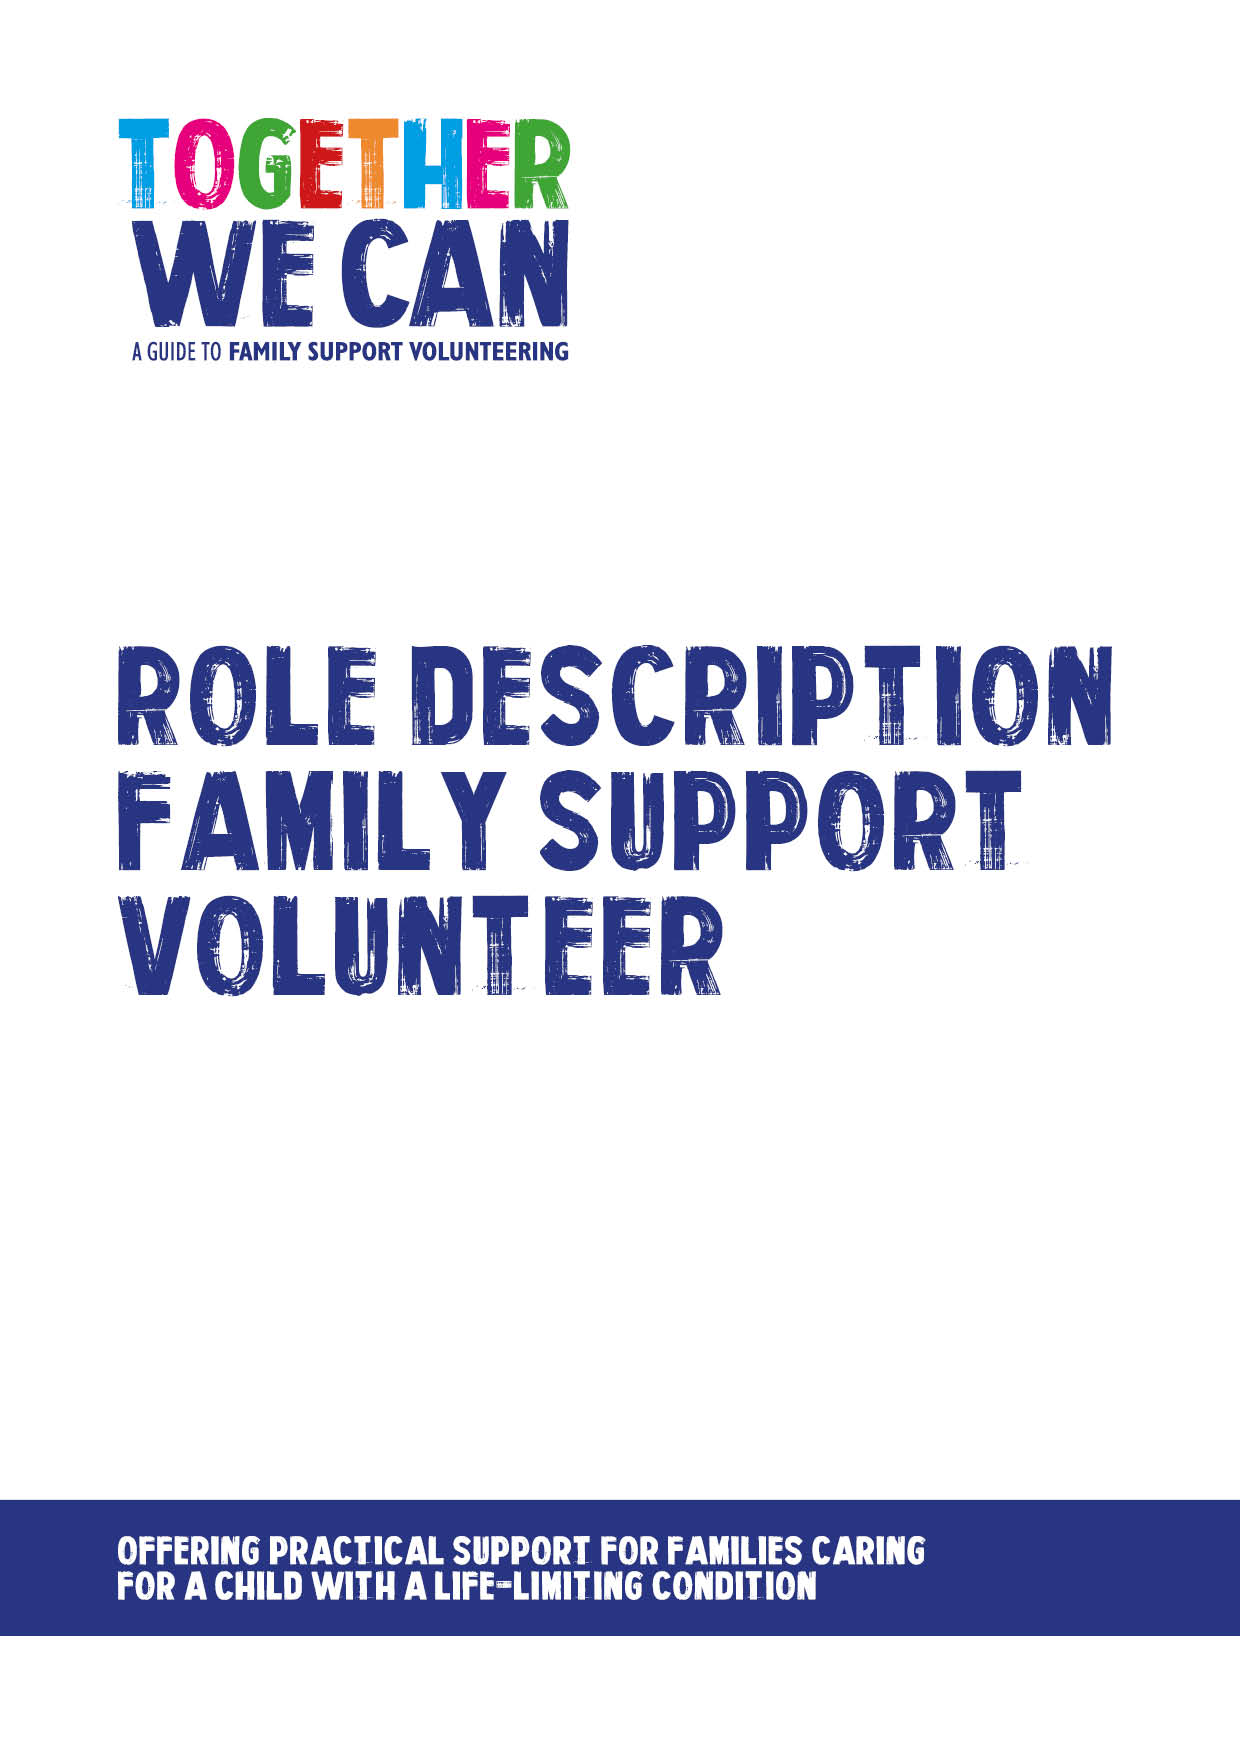 TOGETHER
WE CAN
A GUIDE TO FAMILY SUPPORT VOLUNTEERING
ROLE DESCRIPTION
FAMILY SUPPORT
VOLUNTEER
OFFERING PRACTICAL SUPPORT FOR FAMILIES CARING
FOR A CHILD WITH A LIFE-LIMITING CONDITION